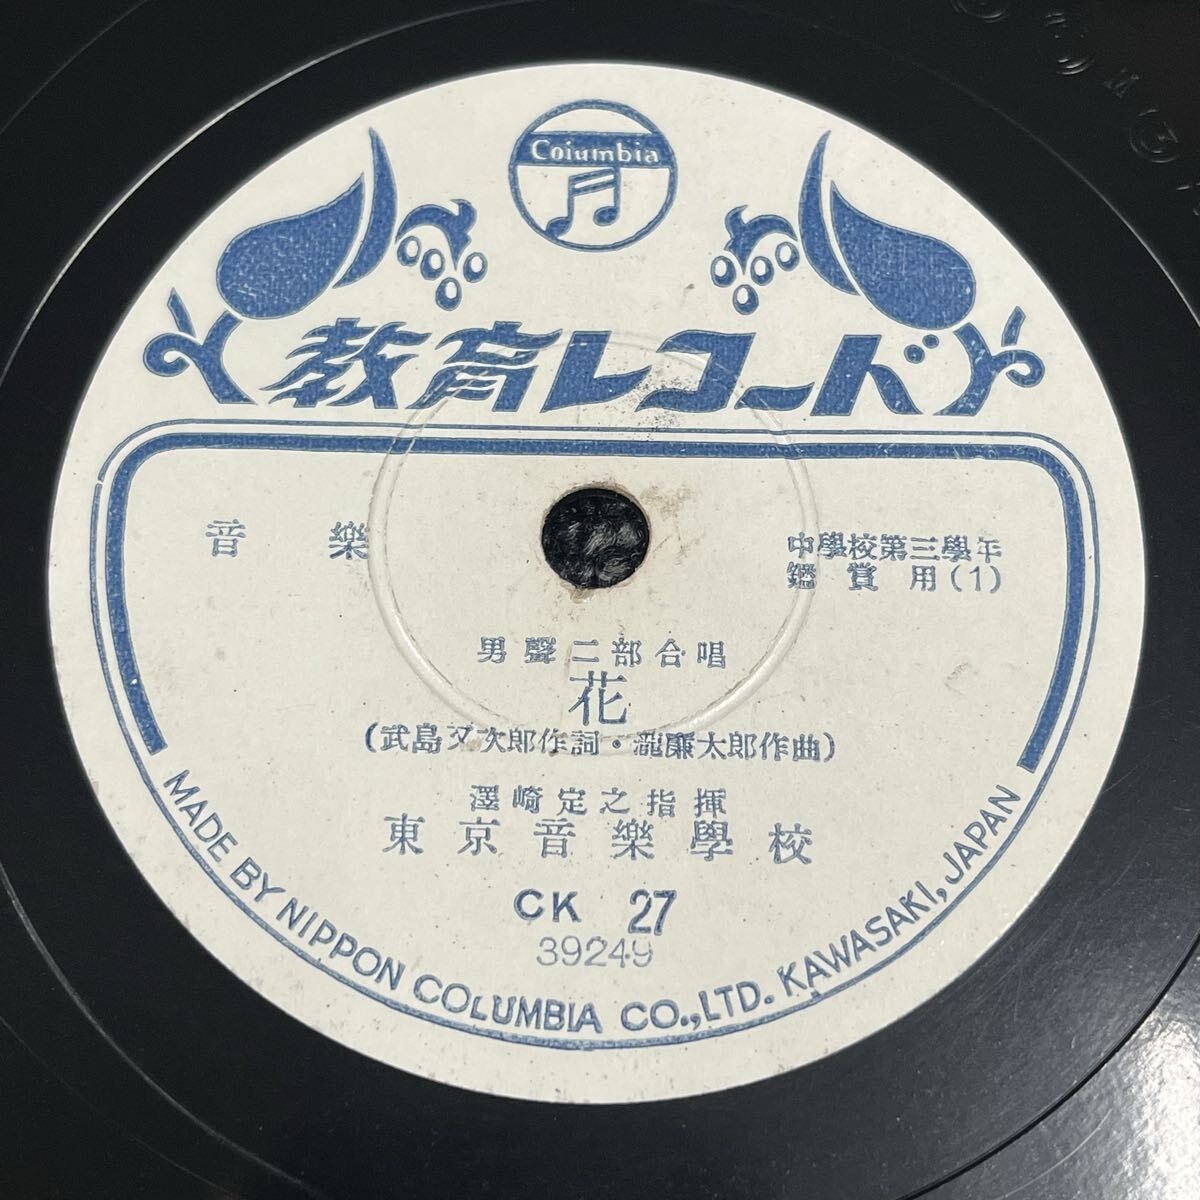 Columbia
教育レコード
音樂
中學校第三學年
鑑賞用(1)
男聲二部合唱
花
(武島又次郎作詞・瀧廉太郎作曲)
澤崎定之指揮
東京音樂學校
CK 27
39249
MADE BY NIPPON COLUMBIA CO.,LTD. KAWASAKI, JAPAN